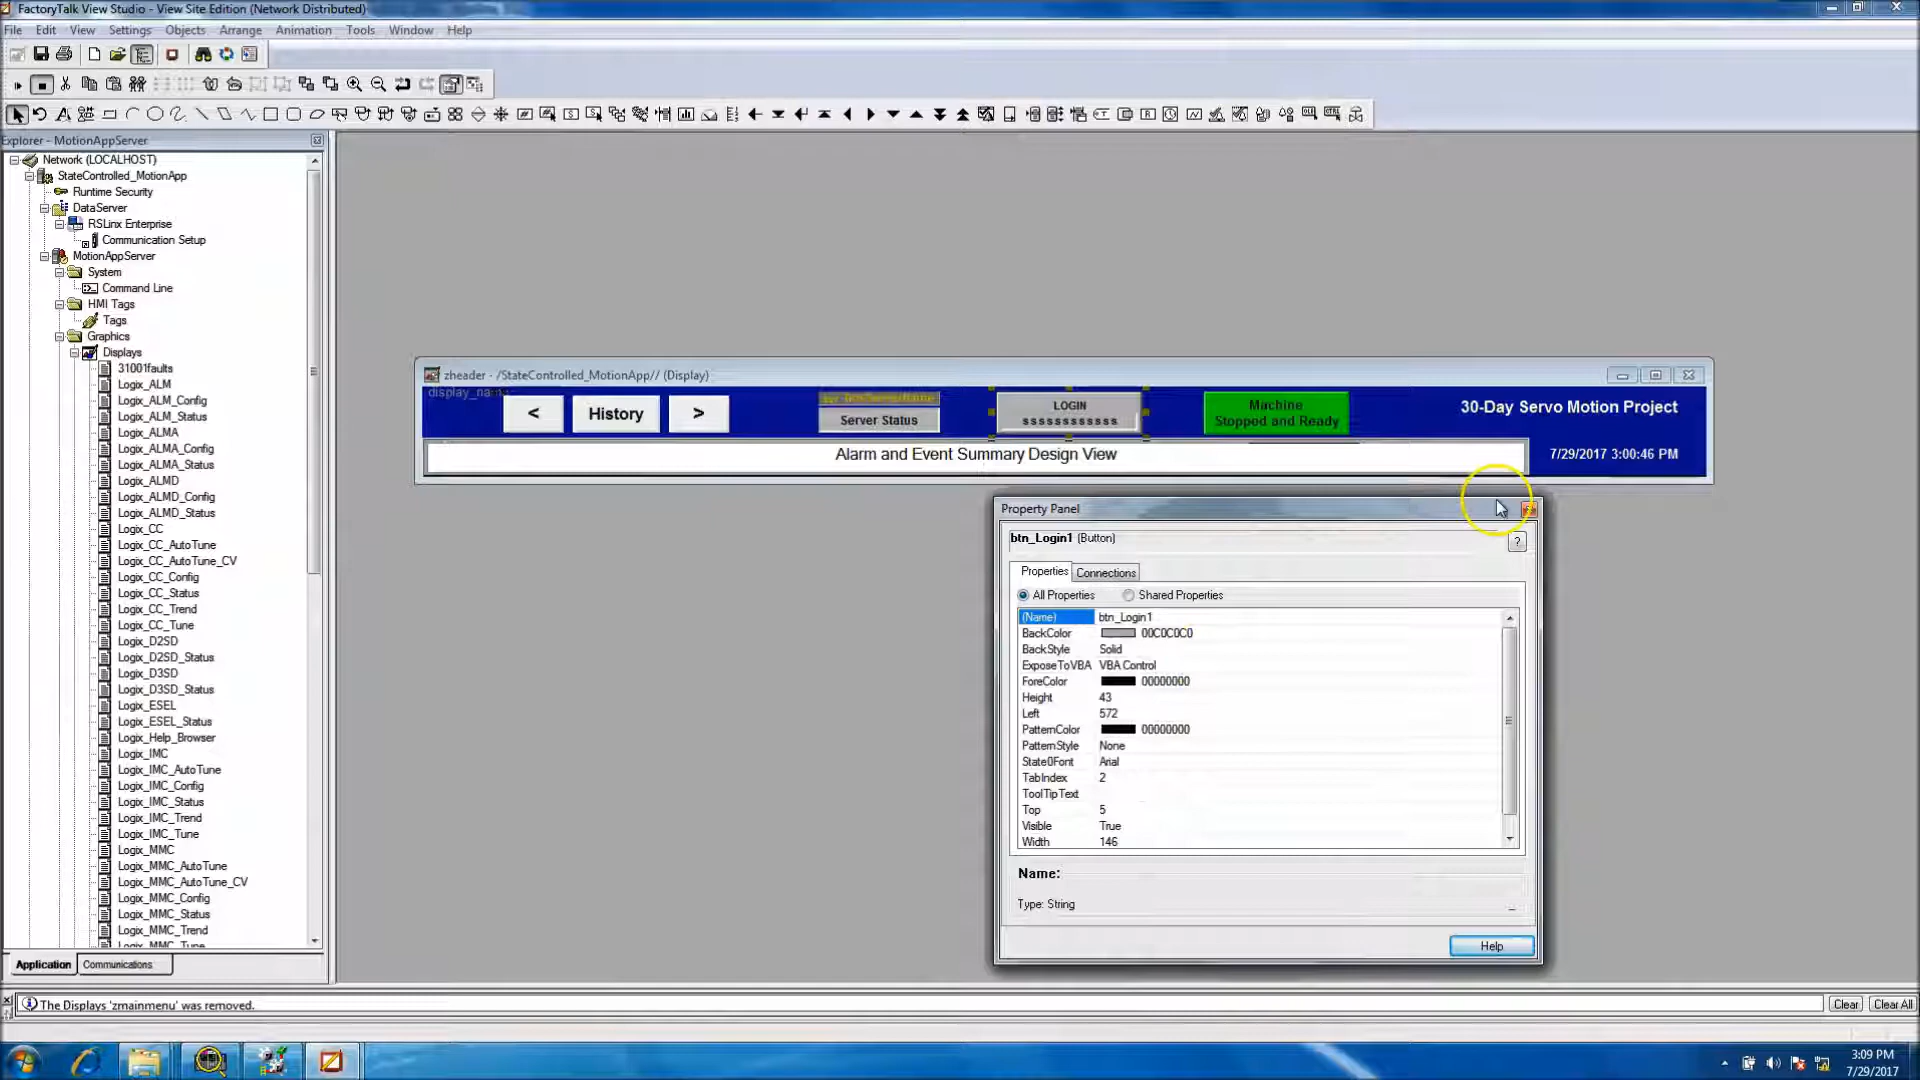 FactoryTalk View Studio - View Site Edition (Network Distributed)
File Edit View Settings Objects Arrange Animation Tools Window Help
Explorer - MotionAppServer
Network (LOCALHOST)
StateControlled_MotionApp
Runtime Security
DataServer
RSLinx Enterprise
Communication Setup
MotionAppServer
System
Command Line
HMI Tags
Tags
Graphics
Displays
31001faults
Logix_ALM
Logix_ALM_Config
Logix_ALM_Status
Logix_ALMA
Logix_ALMA_Config
Logix_ALMA_Status
Logix_ALMD
Logix_ALMD_Config
Logix_ALMD_Status
Logix_CC
Logix_CC_AutoTune
Logix_CC_AutoTune_CV
Logix_CC_Config
Logix_CC_Status
Logix_CC_Trend
Logix_CC_Tune
Logix_D2SD
Logix_D2SD_Status
Logix_D3SD
Logix_D3SD_Status
Logix_ESEL
Logix_ESEL_Status
Logix_Help_Browser
Logix_IMC
Logix_IMC_AutoTune
Logix_IMC_Config
Logix_IMC_Status
Logix_IMC_Trend
Logix_IMC_Tune
Logix_MMC
Logix_MMC_AutoTune
Logix_MMC_AutoTune_CV
Logix_MMC_Config
Logix_MMC_Status
Logix_MMC_Trend
Logix_MMC_Tune
Application Communications
zheader - /StateControlled_MotionApp// (Display)
< History >
Server Status
LOGIN
ssssssssssss
Machine
Stopped and Ready
30-Day Servo Motion Project
Alarm and Event Summary Design View
7/29/2017 3:00:46 PM
Property Panel
btn_Login1 (Button)
?
Properties Connections
All Properties Shared Properties
(Name) btn_Login1
BackColor 00C0C0C0
BackStyle Solid
ExposeToVBA VBA Control
ForeColor 00000000
Height 43
Left 572
PatternColor 00000000
PatternStyle None
State0Font Arial
TabIndex 2
ToolTipText
Top 5
Visible True
Width 146
Name:
Type: String
Help
The Displays 'zmainmenu' was removed.
Clear Clear All
3:09 PM
7/29/2017